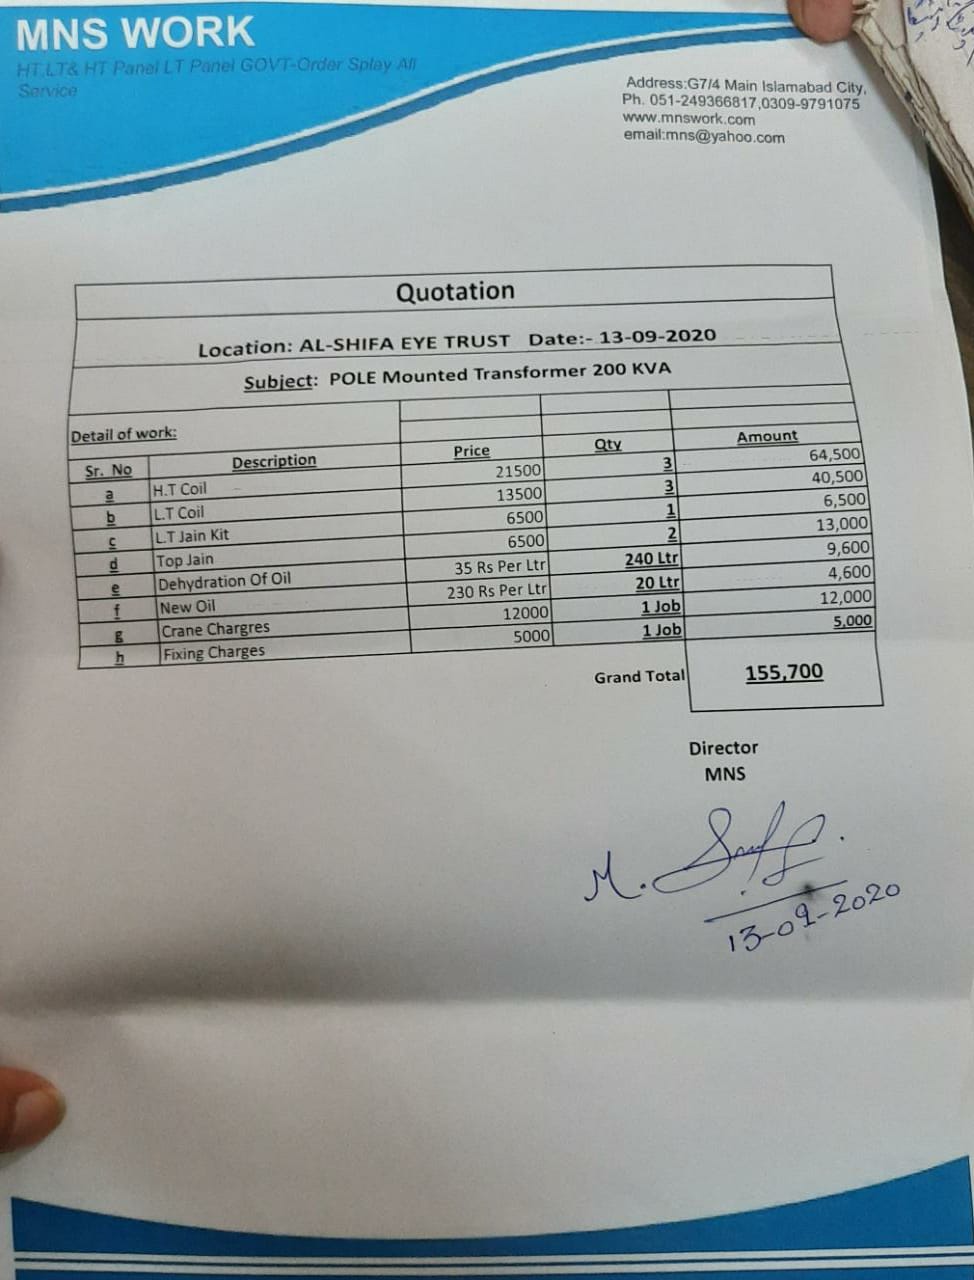 MNS WORK
HT,LT& HT Panel LT Panel GOVT-Order Splay All
Service
Address:G7/4 Main Islamabad City,
Ph. 051-249366817,0309-9791075
www.mnswork.com
email:mns@yahoo.com
Quotation
Location: AL-SHIFA EYE TRUST Date:- 13-09-2020
Subject: POLE Mounted Transformer 200 KVA
Detail of work:
Sr. No Description Price Qty Amount
a H.T Coil 21500 3 64,500
b L.T Coil 13500 3 40,500
c L.T Jain Kit 6500 1 6,500
d Top Jain 6500 2 13,000
e Dehydration Of Oil 35 Rs Per Ltr 240 Ltr 9,600
f New Oil 230 Rs Per Ltr 20 Ltr 4,600
g Crane Chargres 12000 1 Job 12,000
h Fixing Charges 5000 1 Job 5,000
Grand Total 155,700
Director
MNS
M.
13-09-2020